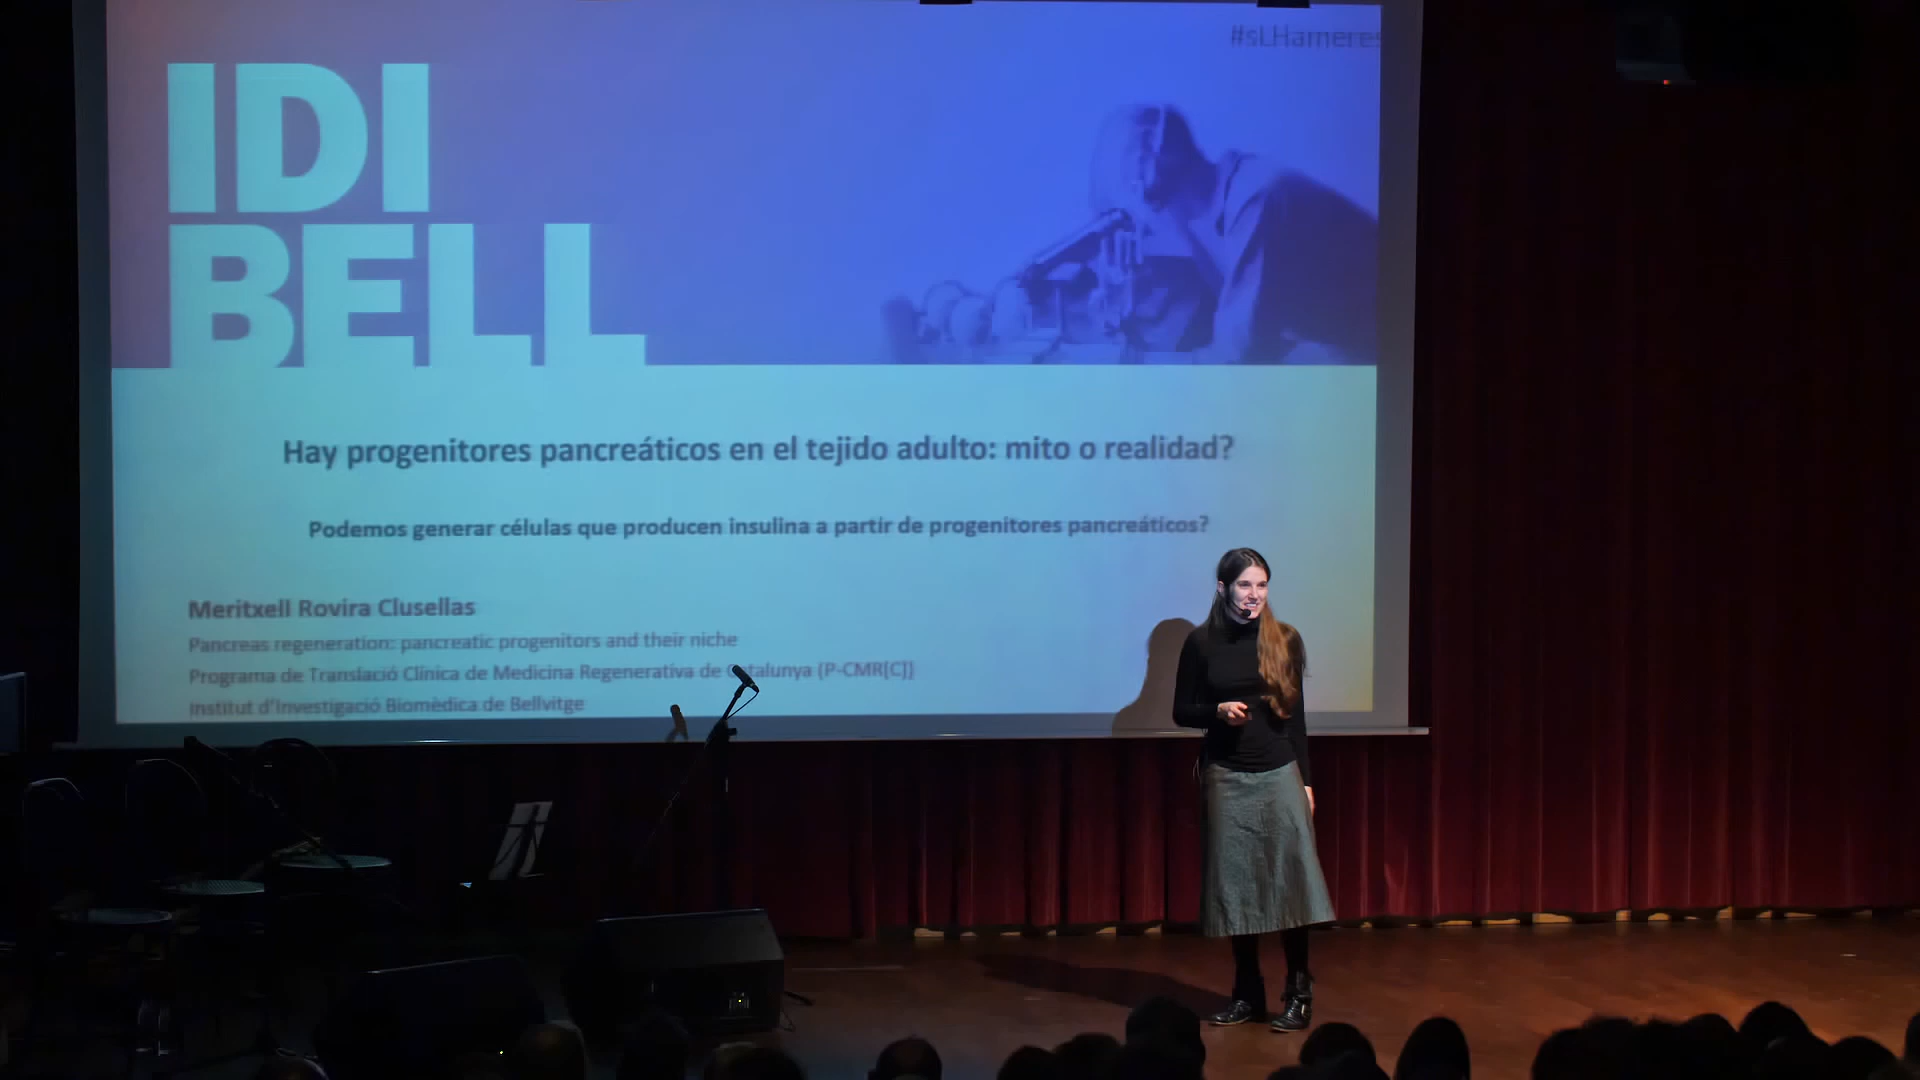 #sLHameres
IDI
BELL
Hay progenitores pancreáticos en el tejido adulto: mito o realidad?
Podemos generar células que producen insulina a partir de progenitores pancreáticos?
Meritxell Rovira Clusellas
Pancreas regeneration: pancreatic progenitors and their niche
Programa de Translació Clínica de Medicina Regenerativa de Catalunya (P-CMR[C])
Institut d'Investigació Biomèdica de Bellvitge